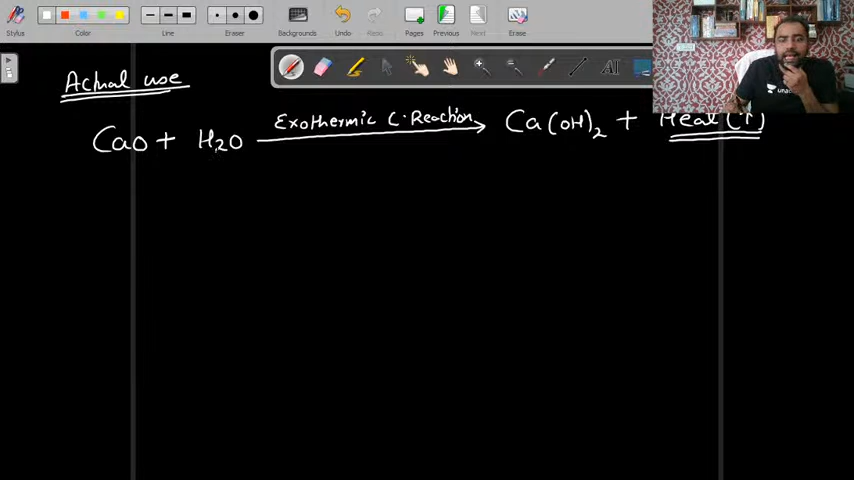 Stylus
Color
Line
Eraser
Backgrounds
Undo
Redo
Pages
Previous
Next
Erase
AI
Actual use
CaO + H2O Exothermic C. Reaction Ca(OH)2 + Heat (↑)